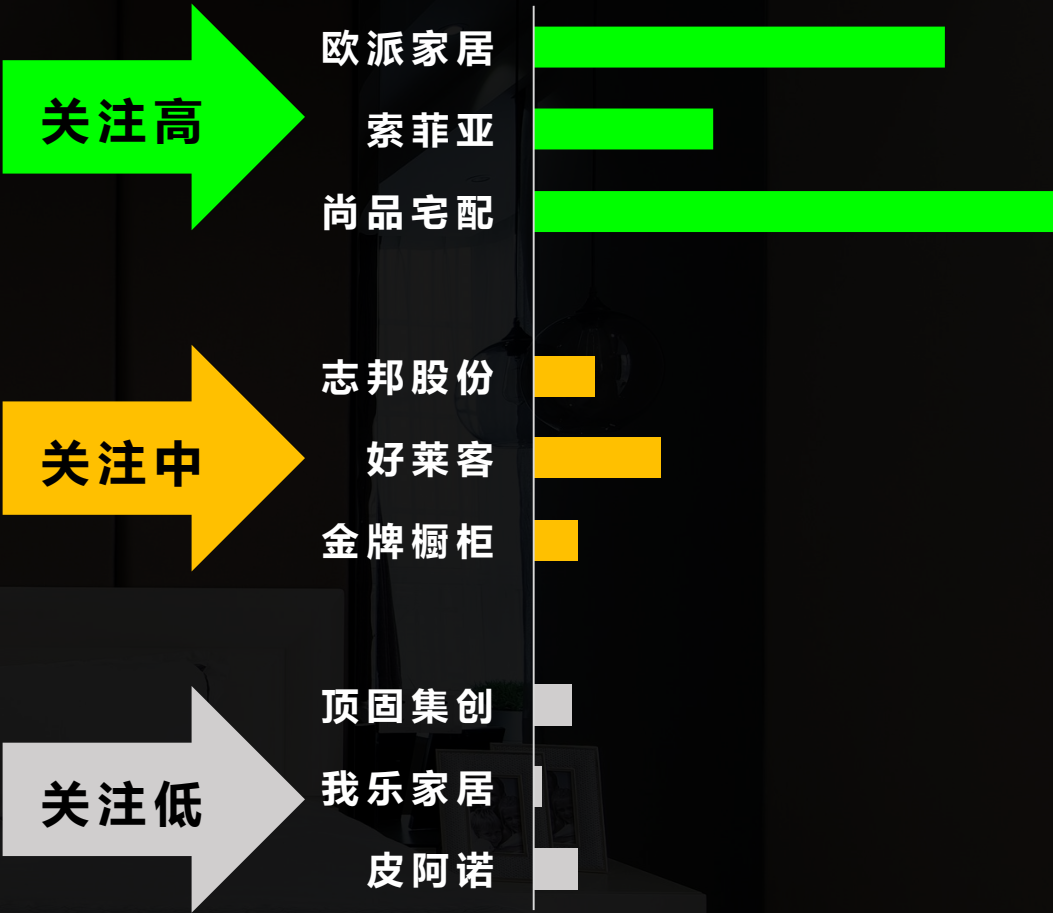 关注高
欧派家居
索菲亚
尚品宅配
关注中
志邦股份
好莱客
金牌橱柜
关注低
顶固集创
我乐家居
皮阿诺